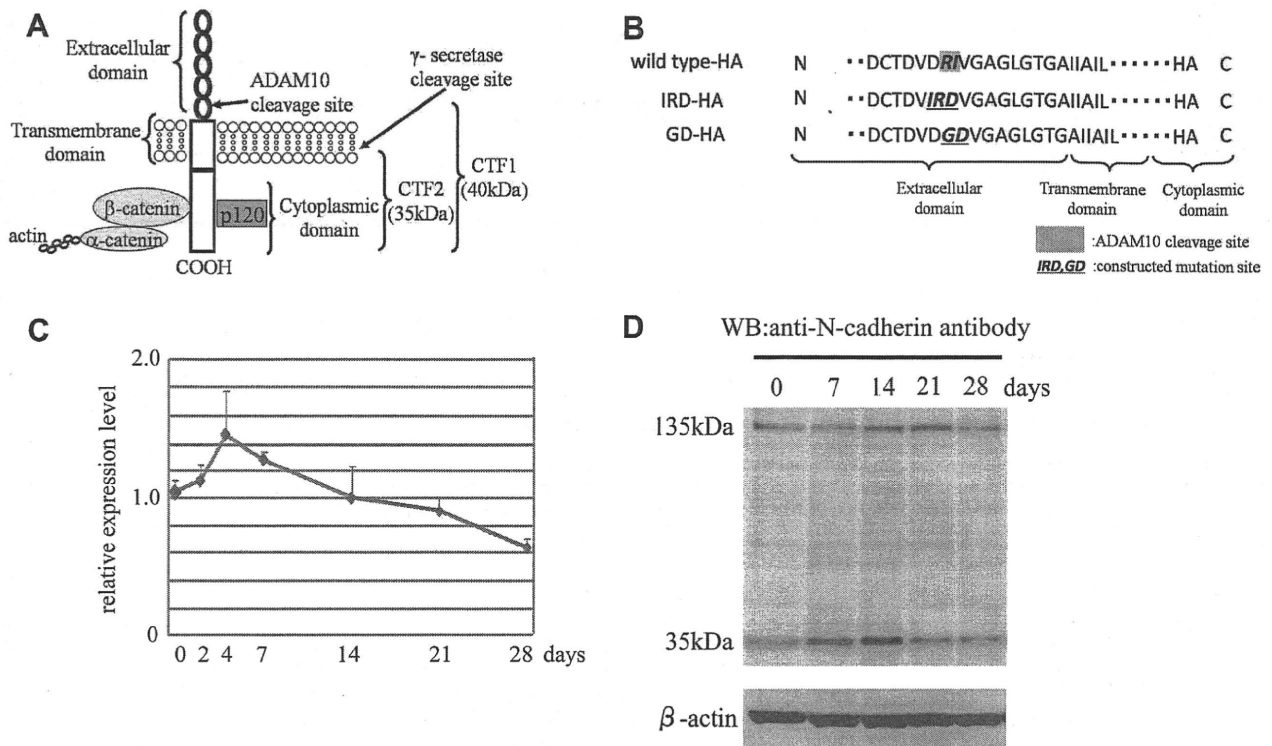 A
Extracellular
domain
ADAM10
cleavage site
γ- secretase
cleavage site
Transmembrane
domain
CTF1
(40kDa)
CTF2
(35kDa)
β-catenin
p120
Cytoplasmic
domain
actin
α-catenin
COOH
B
wild type-HA N ··DCTDVDRIVGAGLGTGAIIAIL······HA C
IRD-HA N ··DCTDVIRDVGAGLGTGAIIAIL······HA C
GD-HA N ··DCTDVDGDVGAGLGTGAIIAIL······HA C
Extracellular
domain
Transmembrane
domain
Cytoplasmic
domain
:ADAM10 cleavage site
IRD,GD :constructed mutation site
C
relative expression level
2.0
1.0
0
0 2 4 7 14 21 28 days
D
WB:anti-N-cadherin antibody
0 7 14 21 28 days
135kDa
35kDa
β-actin